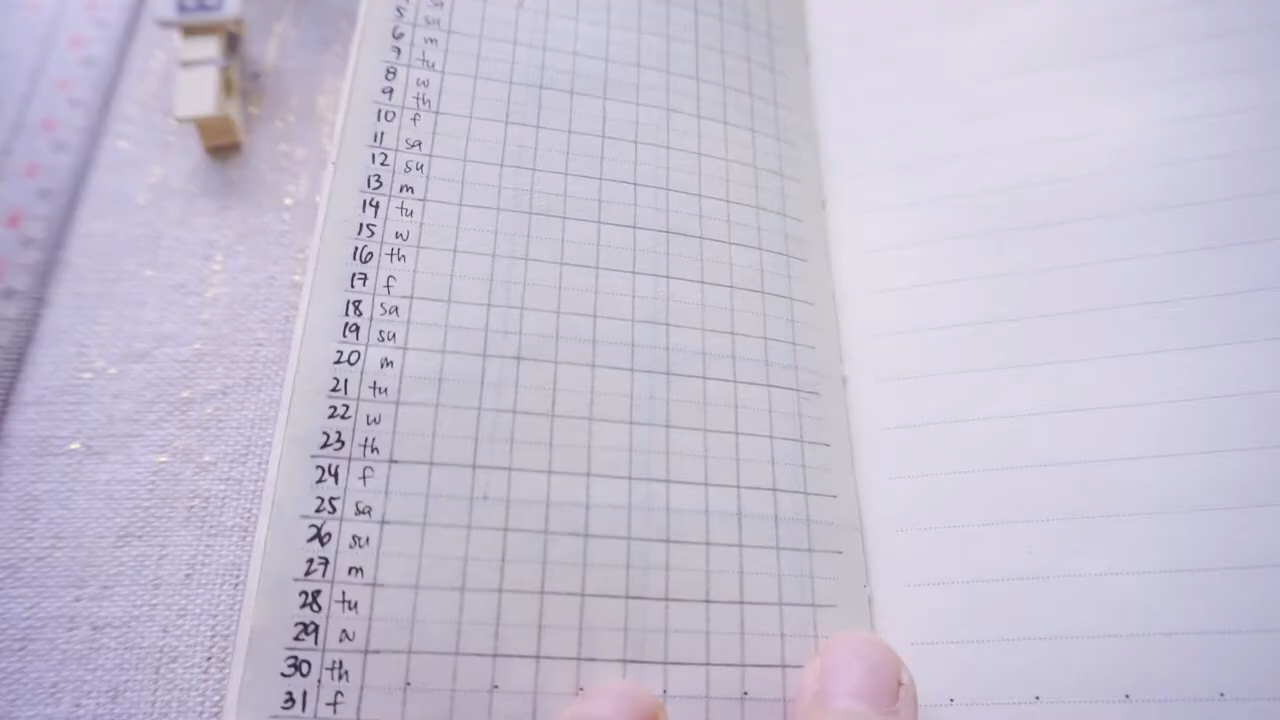 5 su
6 m
7 tu
8 w
9 th
10 f
11 sa
12 su
13 m
14 tu
15 w
16 th
17 f
18 sa
19 su
20 m
21 tu
22 w
23 th
24 f
25 sa
26 su
27 m
28 tu
29 w
30 th
31 f